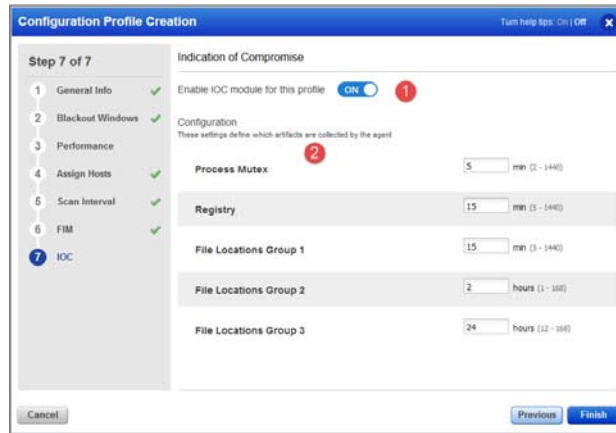 Configuration Profile Creation
Turn help tips: On | Off X
Step 7 of 7
1 General Info
2 Blackout Windows
3 Performance
4 Assign Hosts
5 Scan Interval
6 FIM
7 IOC
Indication of Compromise
Enable IOC module for this profile ON 1
Configuration
These settings define which artifacts are collected by the agent
2
Process Mutex 5 min (2 - 1440)
Registry 15 min (5 - 1440)
File Locations Group 1 15 min (5 - 1440)
File Locations Group 2 2 hours (1 - 168)
File Locations Group 3 24 hours (12 - 168)
Cancel Previous Finish